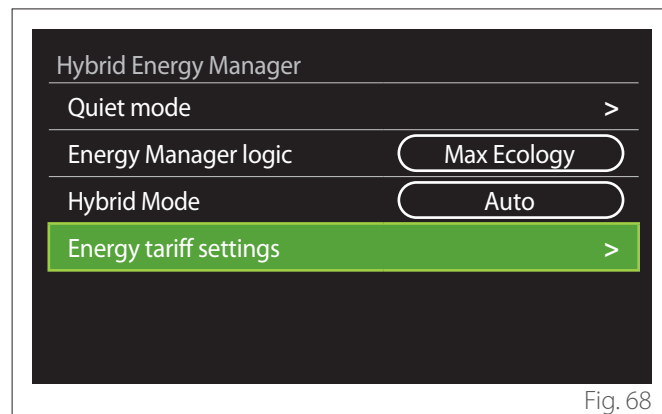 Hybrid Energy Manager
Quiet mode >
Energy Manager logic Max Ecology
Hybrid Mode Auto
Energy tariff settings >
Fig. 68